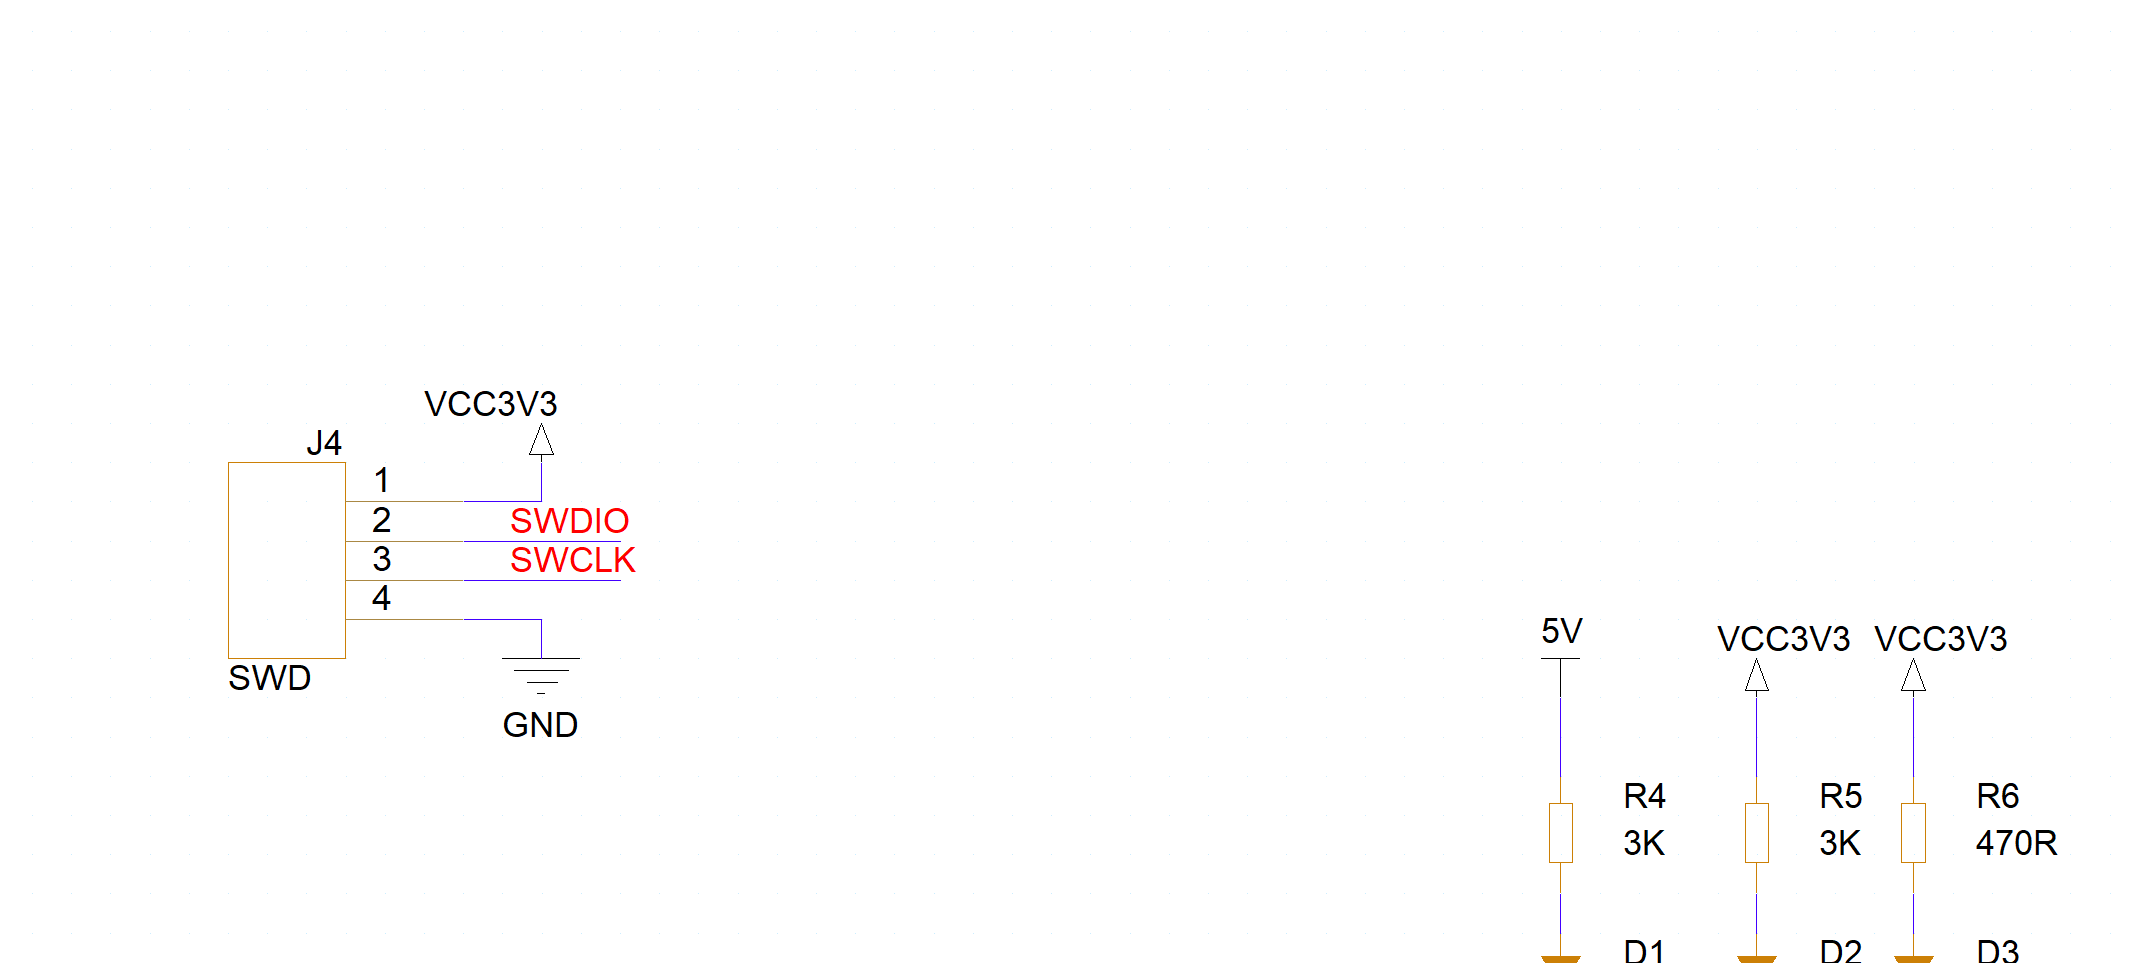 VCC3V3
J4
1
2
SWDIO
3
SWCLK
4
SWD
GND
5V
VCC3V3
VCC3V3
R4
3K
R5
3K
R6
470R
D1
D2
D3